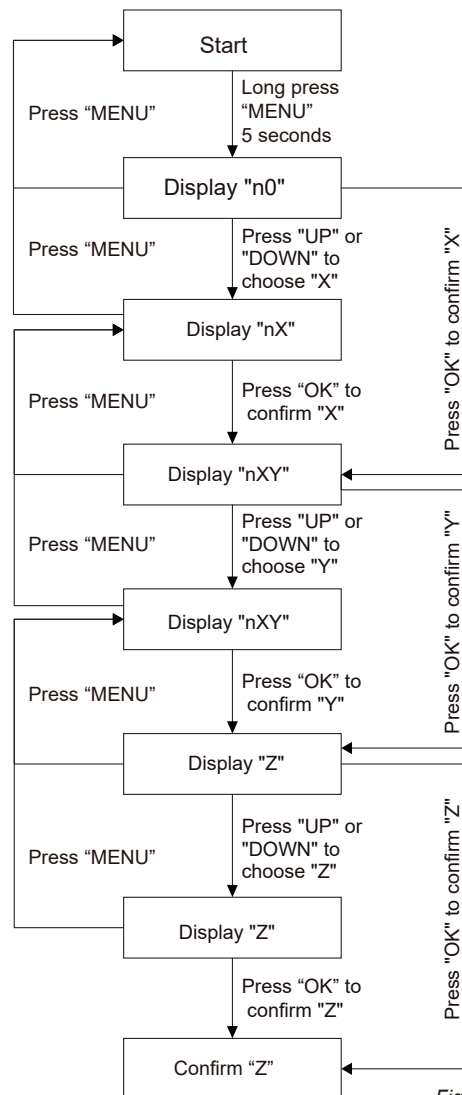 Start
Long press
“MENU”
5 seconds
Press “MENU”
Display "n0"
Press “MENU”
Press "UP" or
"DOWN" to
choose "X"
Press "OK" to confirm "X"
Display "nX"
Press “MENU”
Press “OK” to
confirm "X"
Display "nXY"
Press “MENU”
Press "UP" or
"DOWN" to
choose "Y"
Press "OK" to confirm "Y"
Display "nXY"
Press “MENU”
Press “OK” to
confirm "Y"
Display "Z"
Press “MENU”
Press "UP" or
"DOWN" to
choose "Z"
Press "OK" to confirm "Z"
Display "Z"
Press “OK” to
confirm "Z"
Confirm “Z”